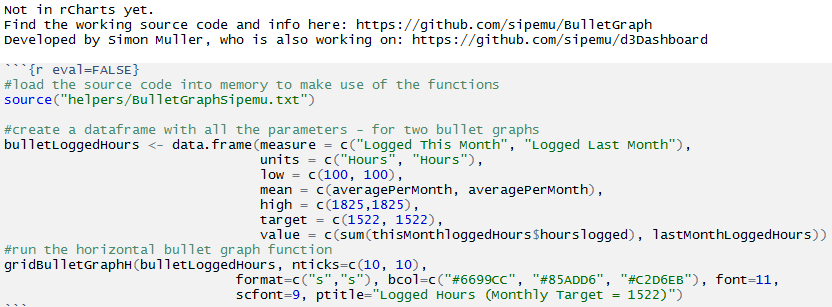 Not in rCharts yet.
Find the working source code and info here: https://github.com/sipemu/BulletGraph
Developed by Simon Muller, who is also working on: https://github.com/sipemu/d3Dashboard
```{r eval=FALSE}
#load the source code into memory to make use of the functions
source("helpers/BulletGraphSipemu.txt")
#create a dataframe with all the parameters - for two bullet graphs
bulletLoggedHours <- data.frame(measure = c("Logged This Month", "Logged Last Month"),
units = c("Hours", "Hours"),
low = c(100, 100),
mean = c(averagePerMonth, averagePerMonth),
high = c(1825,1825),
target = c(1522, 1522),
value = c(sum(thisMonthloggedHours$hourslogged), lastMonthLoggedHours))
#run the horizontal bullet graph function
gridBulletGraphH(bulletLoggedHours, nticks=c(10, 10),
format=c("s","s"), bcol=c("#6699CC", "#85ADD6", "#C2D6EB"), font=11,
scfont=9, ptitle="Logged Hours (Monthly Target = 1522)")
```